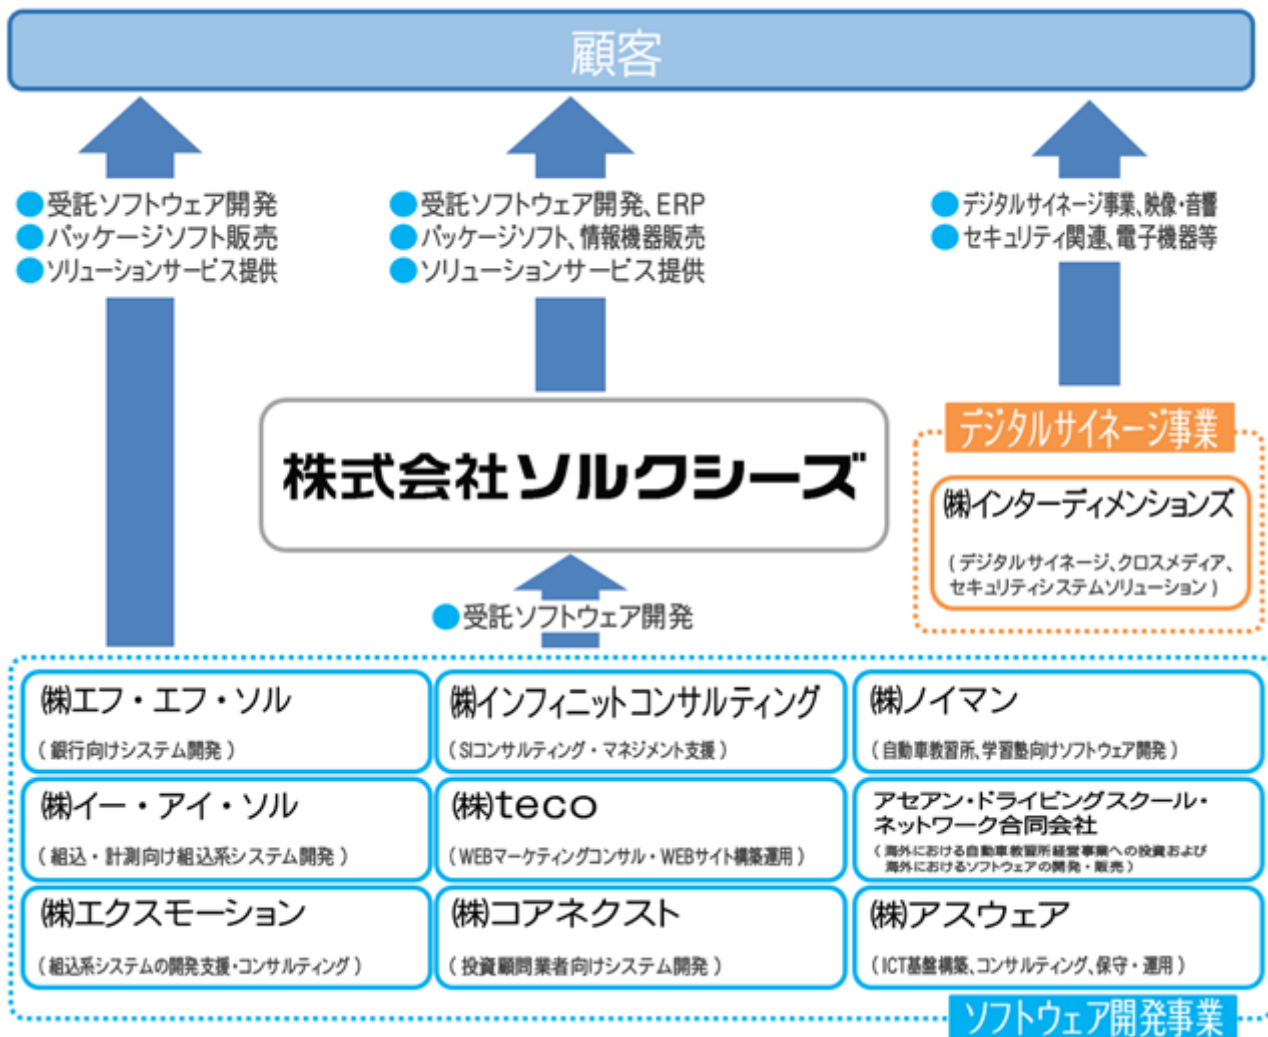 顧客
●受託ソフトウェア開発
●パッケージソフト販売
●ソリューションサービス提供
●受託ソフトウェア開発、ERP
●パッケージソフト、情報機器販売
●ソリューションサービス提供
●デジタルサイネージ事業、映像・音響
●セキュリティ関連、電子機器等
株式会社ソルクシーズ
デジタルサイネージ事業
㈱インターディメンションズ
(デジタルサイネージ、クロスメディア、
セキュリティシステムソリューション)
●受託ソフトウェア開発
㈱エフ・エフ・ソル
(銀行向けシステム開発)
㈱インフィニットコンサルティング
(SIコンサルティング・マネジメント支援)
㈱ノイマン
(自動車教習所、学習塾向けソフトウェア開発)
㈱イー・アイ・ソル
(組込・計測向け組込系システム開発)
㈱teco
(WEBマーケティングコンサル・WEBサイト構築運用)
アセアン・ドライビングスクール・
ネットワーク合同会社
(海外における自動車教習所経営事業への投資および
海外におけるソフトウェアの開発・販売)
㈱エクスモーション
(組込系システムの開発支援・コンサルティング)
㈱コアネクスト
(投資顧問業者向けシステム開発)
㈱アスウェア
(ICT基盤構築、コンサルティング、保守・運用)
ソフトウェア開発事業